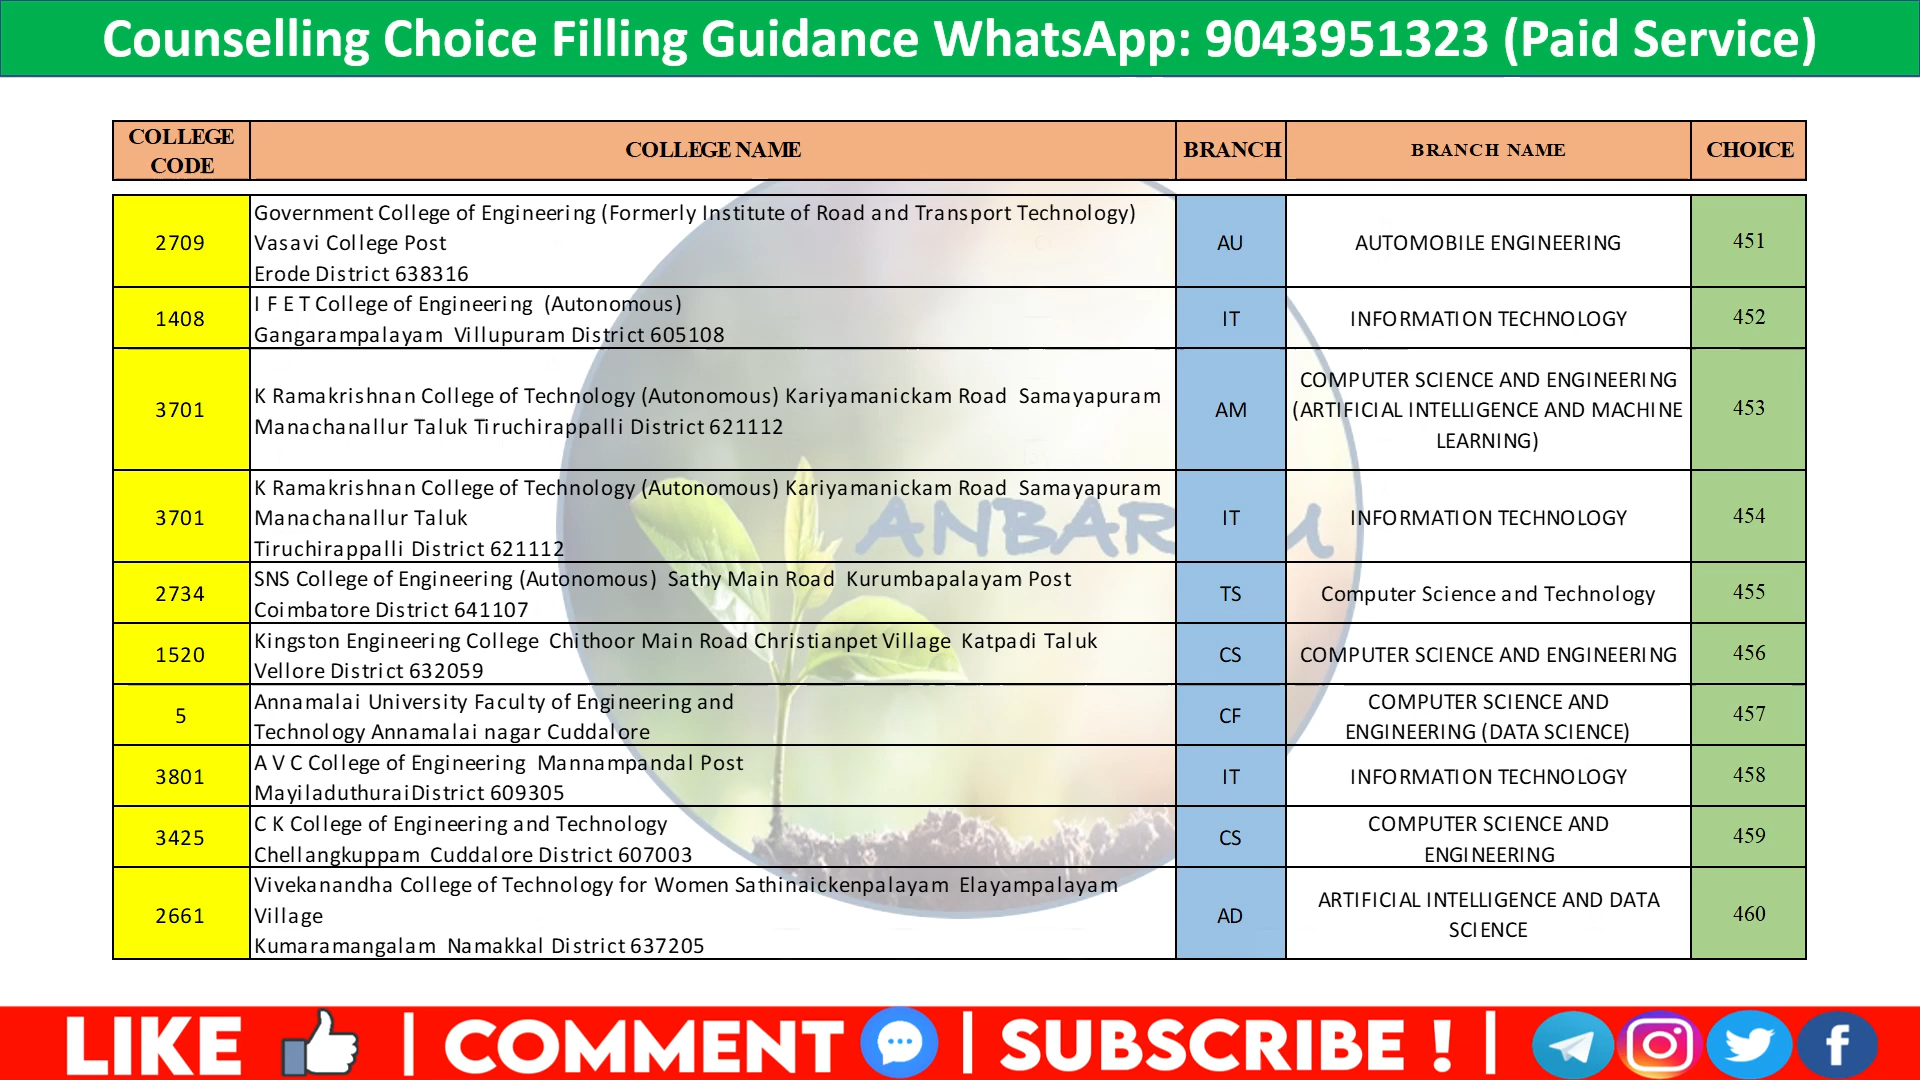 Counselling Choice Filling Guidance WhatsApp: 9043951323 (Paid Service)
COLLEGE CODE COLLEGE NAME BRANCH BRANCH NAME CHOICE
2709
Government College of Engineering (Formerly Institute of Road and Transport Technology)
Vasavi College Post
Erode District 638316
AU
AUTOMOBILE ENGINEERING
451
1408
I F E T College of Engineering (Autonomous)
Gangarampalayam Villupuram District 605108
IT
INFORMATION TECHNOLOGY
452
3701
K Ramakrishnan College of Technology (Autonomous) Kariyamanickam Road Samayapuram
Manachanallur Taluk Tiruchirappalli District 621112
AM
COMPUTER SCIENCE AND ENGINEERING
(ARTIFICIAL INTELLIGENCE AND MACHINE
LEARNING)
453
3701
K Ramakrishnan College of Technology (Autonomous) Kariyamanickam Road Samayapuram
Manachanallur Taluk
Tiruchirappalli District 621112
IT
INFORMATION TECHNOLOGY
454
2734
SNS College of Engineering (Autonomous) Sathy Main Road Kurumbapalayam Post
Coimbatore District 641107
TS
Computer Science and Technology
455
1520
Kingston Engineering College Chithoor Main Road Christianpet Village Katpadi Taluk
Vellore District 632059
CS
COMPUTER SCIENCE AND ENGINEERING
456
5
Annamalai University Faculty of Engineering and
Technology Annamalai nagar Cuddalore
CF
COMPUTER SCIENCE AND
ENGINEERING (DATA SCIENCE)
457
3801
A V C College of Engineering Mannampandal Post
Mayiladuthurai District 609305
IT
INFORMATION TECHNOLOGY
458
3425
C K College of Engineering and Technology
Chellangkuppam Cuddalore District 607003
CS
COMPUTER SCIENCE AND
ENGINEERING
459
2661
Vivekanandha College of Technology for Women Sathinaickenpalayam Elayampalayam
Village
Kumaramangalam Namakkal District 637205
AD
ARTIFICIAL INTELLIGENCE AND DATA
SCIENCE
460
LIKE | COMMENT | SUBSCRIBE ! |